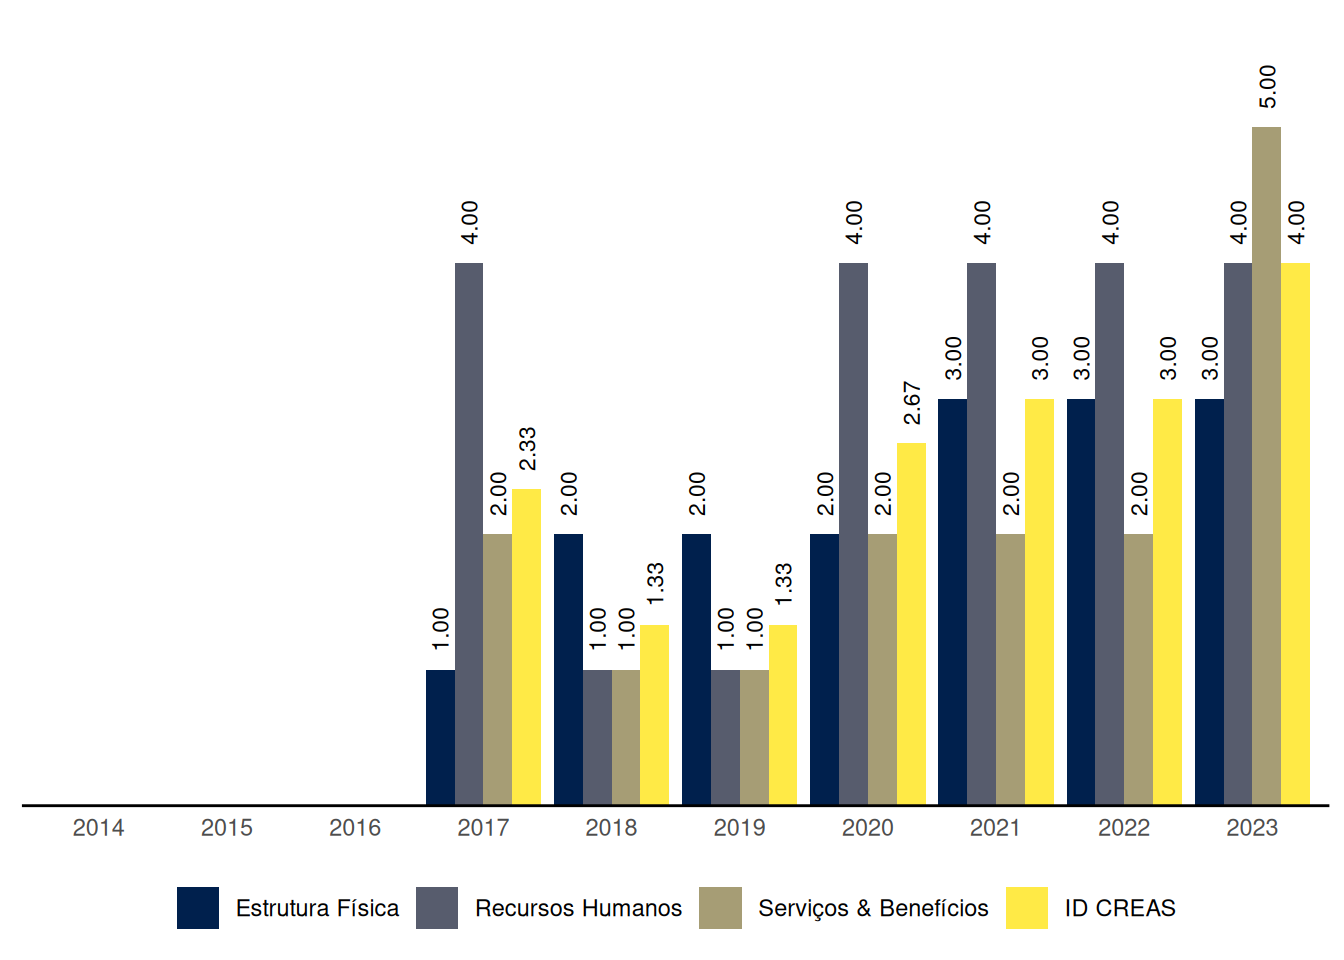 5.00
4.00 4.00 4.00 4.00 4.00 4.00
3.00 3.00 3.00 3.00 3.00
2.67
2.33
2.00 2.00 2.00 2.00 2.00 2.00 2.00
1.33 1.33
1.00 1.00 1.00 1.00 1.00
2014 2015 2016 2017 2018 2019 2020 2021 2022 2023
Estrutura Física Recursos Humanos Serviços & Benefícios ID CREAS